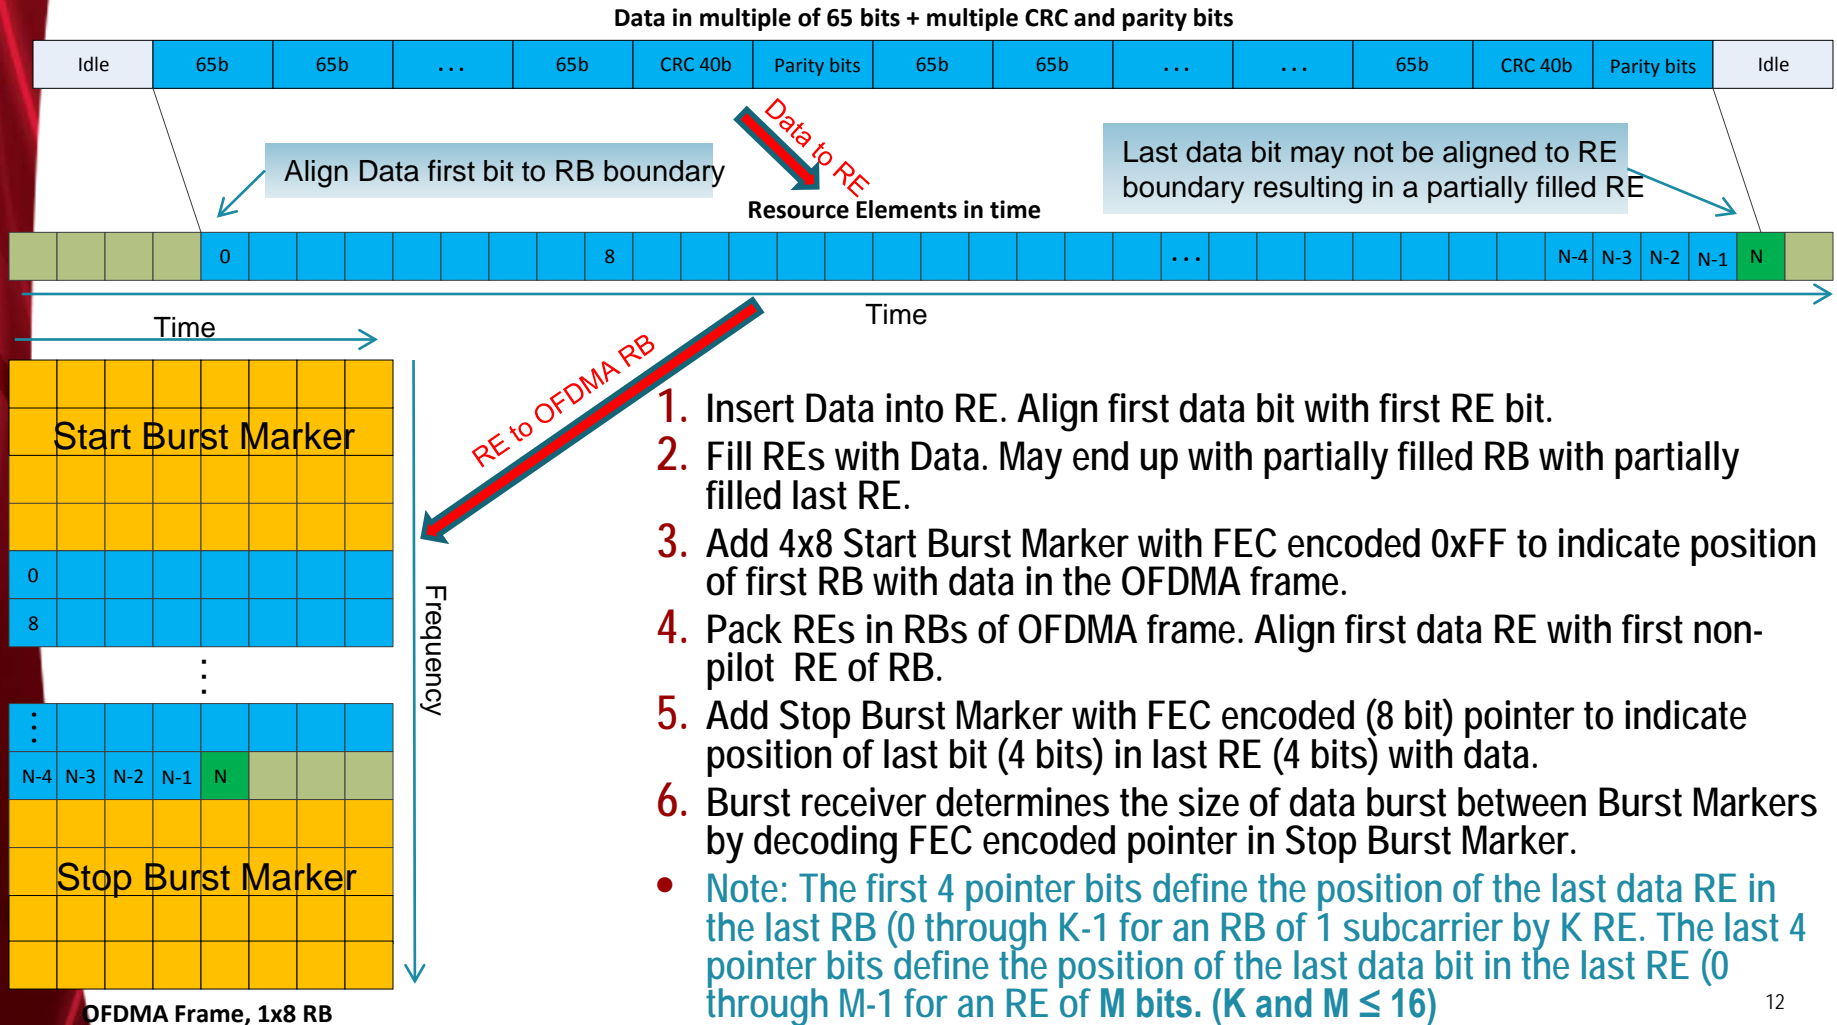 Data in multiple of 65 bits + multiple CRC and parity bits
Idle 65b 65b ... 65b CRC 40b Parity bits 65b 65b ... ... 65b CRC 40b Parity bits Idle
Data to RE
Align Data first bit to RB boundary
Last data bit may not be aligned to RE
boundary resulting in a partially filled RE
Resource Elements in time
0 8 ... N-4 N-3 N-2 N-1 N
Time
Time
RE to OFDMA RB
Start Burst Marker
0
8
⋮
⋮
N-4 N-3 N-2 N-1 N
Stop Burst Marker
Frequency
OFDMA Frame, 1x8 RB
1. Insert Data into RE. Align first data bit with first RE bit.
2. Fill REs with Data. May end up with partially filled RB with partially
filled last RE.
3. Add 4x8 Start Burst Marker with FEC encoded 0xFF to indicate position
of first RB with data in the OFDMA frame.
4. Pack REs in RBs of OFDMA frame. Align first data RE with first non-
pilot RE of RB.
5. Add Stop Burst Marker with FEC encoded (8 bit) pointer to indicate
position of last bit (4 bits) in last RE (4 bits) with data.
6. Burst receiver determines the size of data burst between Burst Markers
by decoding FEC encoded pointer in Stop Burst Marker.
• Note: The first 4 pointer bits define the position of the last data RE in
the last RB (0 through K-1 for an RB of 1 subcarrier by K RE. The last 4
pointer bits define the position of the last data bit in the last RE (0
through M-1 for an RE of M bits. (K and M ≤ 16)
12